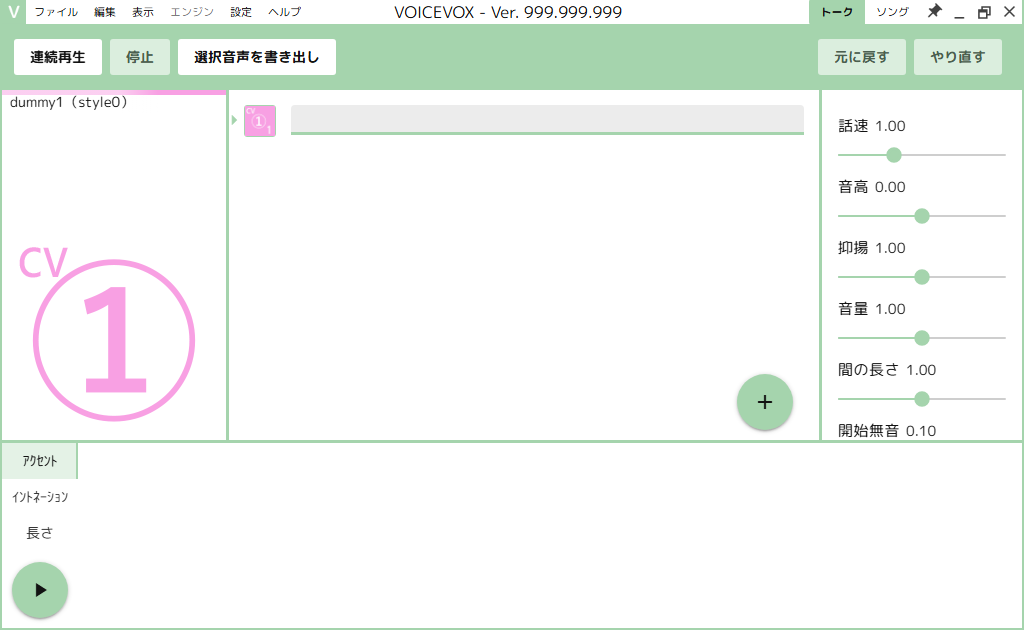 V ファイル 編集 表示 エンジン 設定 ヘルプ VOICEVOX - Ver. 999.999.999 トーク ソング
連続再生 停止 選択音声を書き出し 元に戻す やり直す
dummy1（style0）
CV
1
CV
1
1
話速 1.00
音高 0.00
抑揚 1.00
音量 1.00
間の長さ 1.00
開始無音 0.10
+
アクセント
イントネーション
長さ